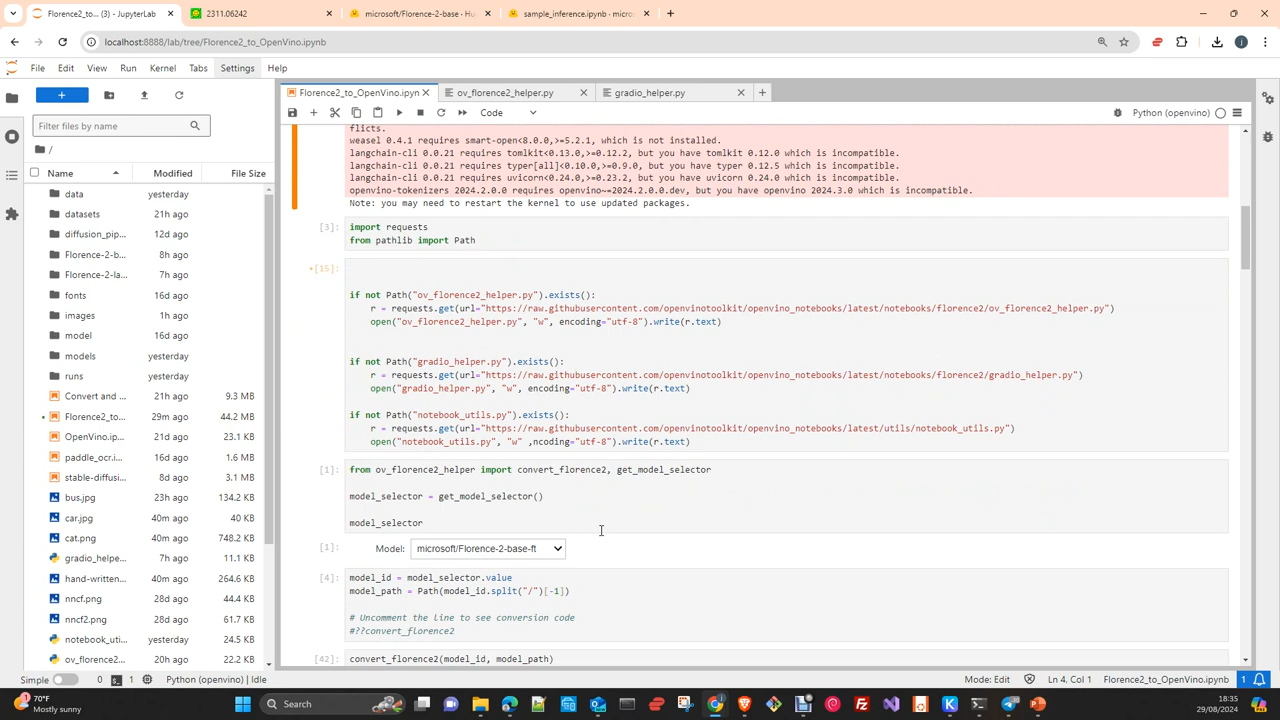 Florence2_to... (3) - JupyterLab
2311.06242
microsoft/Florence-2-base · Hu
sample_inference.ipynb · micros
localhost:8888/lab/tree/Florence2_to_OpenVino.ipynb
File Edit View Run Kernel Tabs Settings Help
Florence2_to_OpenVino.ipyn
ov_florence2_helper.py
gradio_helper.py
Code
Python (openvino)
Filter files by name
/
Name Modified File Size
data yesterday
datasets 21h ago
diffusion_pip... 12d ago
Florence-2-b... 8h ago
Florence-2-la... 7h ago
fonts yesterday
images 1h ago
model 16d ago
models yesterday
runs yesterday
Convert and ... 21h ago 9.3 MB
Florence2_to... 29m ago 44.2 MB
OpenVino.ip... 21d ago 23.1 KB
paddle_ocr.i... 16d ago 1.6 MB
stable-diffusi... 8d ago 3.1 MB
bus.jpg 23h ago 134.2 KB
car.jpg 40m ago 40 KB
cat.png 40m ago 748.2 KB
gradio_helpe... 7h ago 11.1 KB
hand-written... 40m ago 264.6 KB
nncf.png 28d ago 44.4 KB
nncf2.png 28d ago 61.7 KB
notebook_uti... yesterday 24.5 KB
ov_florence2... 20h ago 22.2 KB
flicts.
weasel 0.4.1 requires smart-open<8.0.0,>=5.2.1, which is not installed.
langchain-cli 0.0.21 requires tomlkit<0.13.0,>=0.12.2, but you have tomlkit 0.12.0 which is incompatible.
langchain-cli 0.0.21 requires typer[all]<0.10.0,>=0.9.0, but you have typer 0.12.5 which is incompatible.
langchain-cli 0.0.21 requires uvicorn<0.24.0,>=0.23.2, but you have uvicorn 0.24.0 which is incompatible.
openvino-tokenizers 2024.2.0.0 requires openvino~=2024.2.0.0.dev, but you have openvino 2024.3.0 which is incompatible.
Note: you may need to restart the kernel to use updated packages.
[3]: import requests
from pathlib import Path
[15]:
if not Path("ov_florence2_helper.py").exists():
r = requests.get(url="https://raw.githubusercontent.com/openvinotoolkit/openvino_notebooks/latest/notebooks/florence2/ov_florence2_helper.py")
open("ov_florence2_helper.py", "w", encoding="utf-8").write(r.text)
if not Path("gradio_helper.py").exists():
r = requests.get(url="https://raw.githubusercontent.com/openvinotoolkit/openvino_notebooks/latest/notebooks/florence2/gradio_helper.py")
open("gradio_helper.py", "w", encoding="utf-8").write(r.text)
if not Path("notebook_utils.py").exists():
r = requests.get(url="https://raw.githubusercontent.com/openvinotoolkit/openvino_notebooks/latest/utils/notebook_utils.py")
open("notebook_utils.py", "w" ,ncoding="utf-8").write(r.text)
[1]: from ov_florence2_helper import convert_florence2, get_model_selector
model_selector = get_model_selector()
model_selector
[1]: Model: microsoft/Florence-2-base-ft
[4]: model_id = model_selector.value
model_path = Path(model_id.split("/")[-1])
# Uncomment the line to see conversion code
#??convert_florence2
[42]: convert_florence2(model_id, model_path)
Simple 0 1 Python (openvino) | Idle
Mode: Edit Ln 4, Col 1 Florence2_to_OpenVino.ipynb 1
70°F
Mostly sunny
Search
18:35
29/08/2024